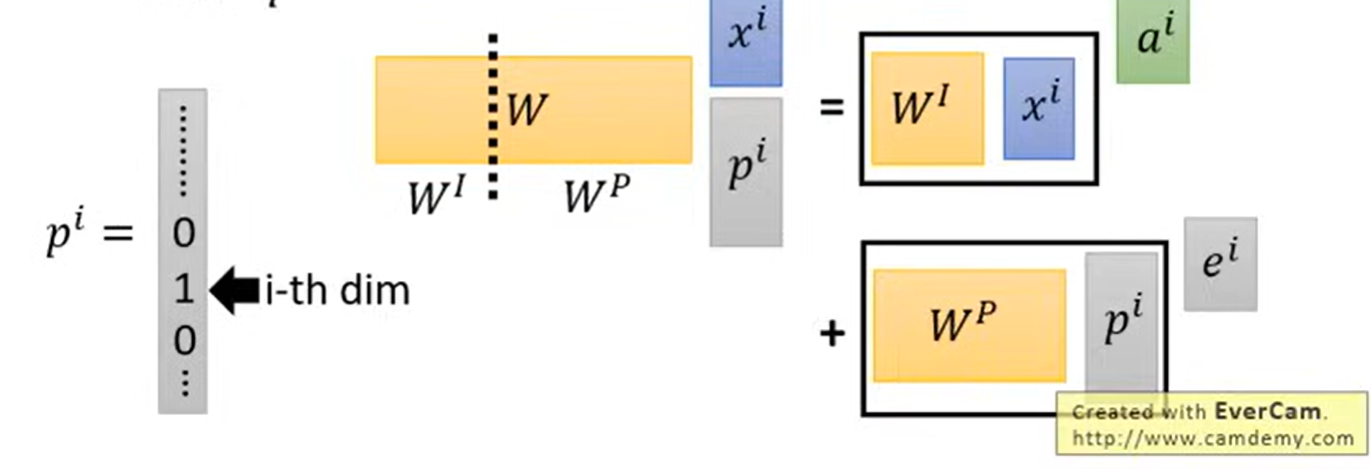 x^i
a^i
W
=
W^I
x^i
W^I
W^P
p^i
0
p^i =
1
i-th dim
0
+
W^P
p^i
e^i
Created with EverCam.
http://www.camdemy.com